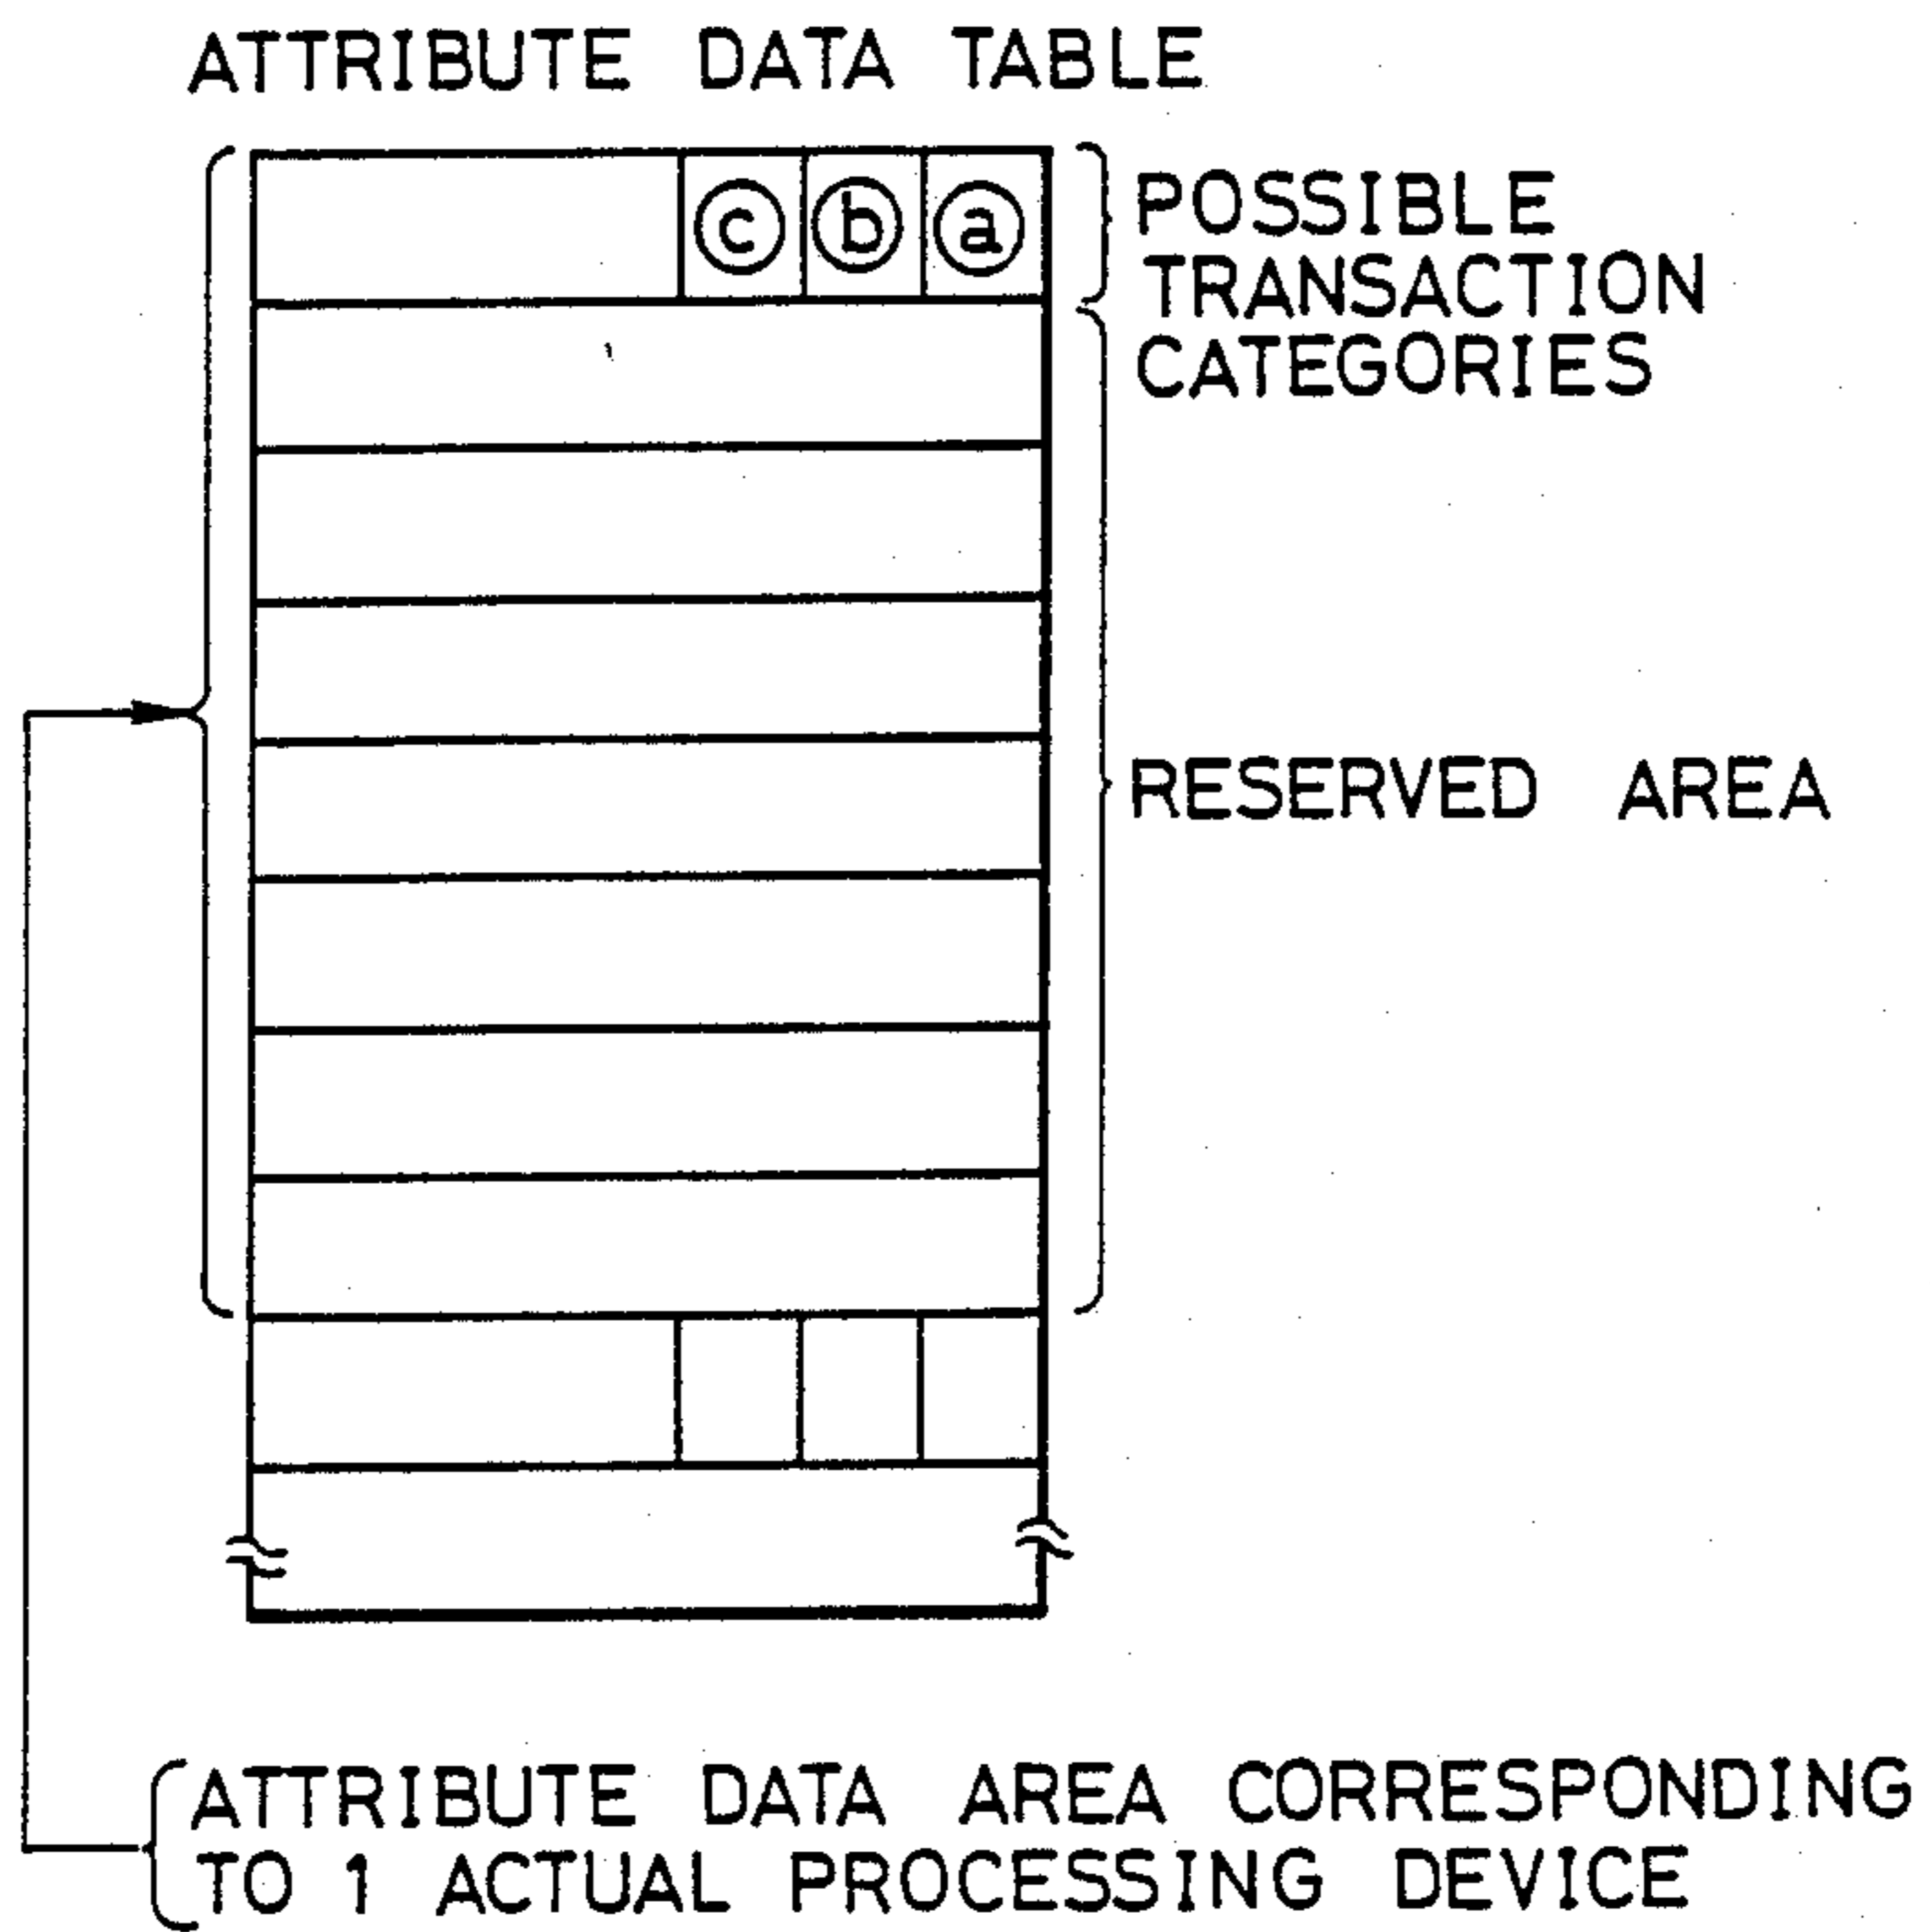 ATTRIBUTE DATA TABLE
ⓒ ⓑ ⓐ
POSSIBLE
TRANSACTION
CATEGORIES
RESERVED AREA
ATTRIBUTE DATA AREA CORRESPONDING
TO 1 ACTUAL PROCESSING DEVICE